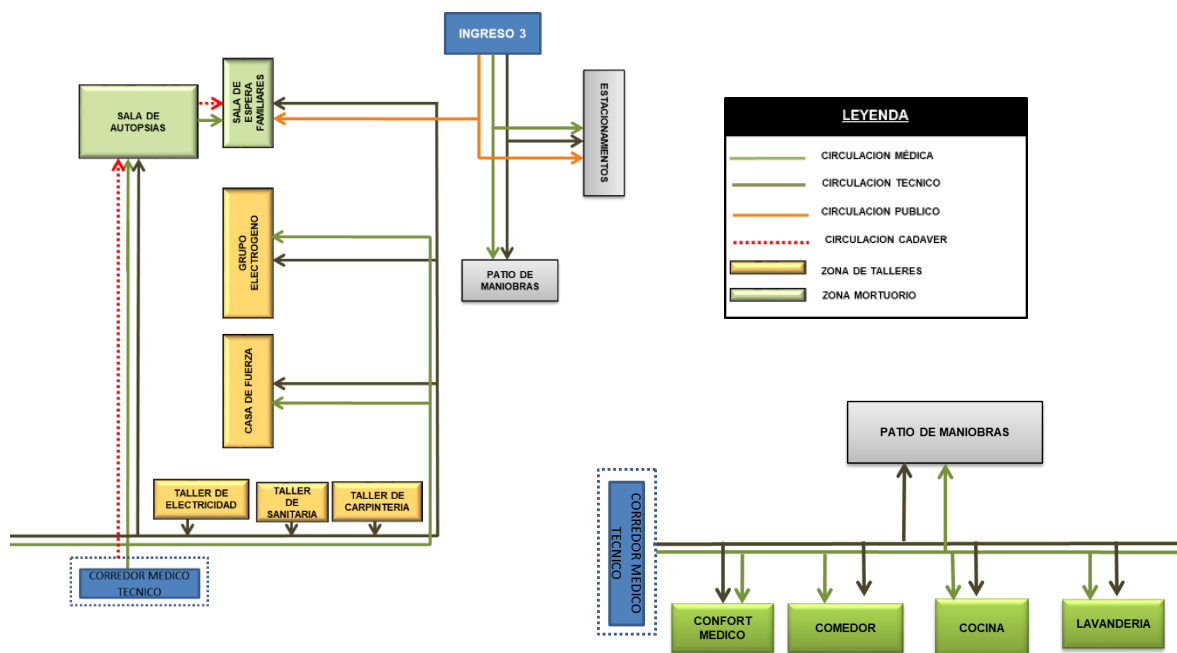 INGRESO 3
SALA DE
AUTOPSIAS
SALA DE
ESPERA
FAMILIARES
ESTACIONAMIENTOS
GRUPO
ELECTROGENO
PATIO DE
MANIOBRAS
CASA DE FUERZA
TALLER DE
ELECTRICIDAD
TALLER
DE
SANITARIA
TALLER DE
CARPINTERIA
CORREDOR MEDICO
TECNICO
LEYENDA
CIRCULACION MÉDICA
CIRCULACION TECNICO
CIRCULACION PUBLICO
CIRCULACION CADAVER
ZONA DE TALLERES
ZONA MORTUORIO
PATIO DE MANIOBRAS
CORREDOR MEDICO
TECNICO
CONFORT
MEDICO
COMEDOR
COCINA
LAVANDERIA